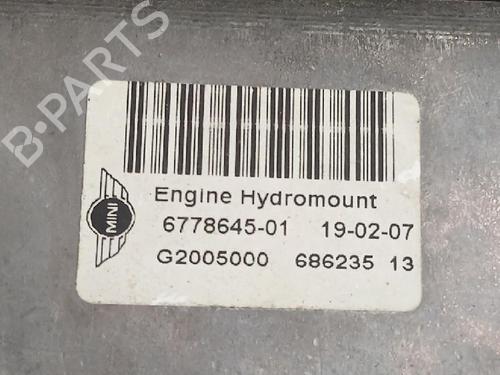 B-PARTS
MINI
Engine Hydromount
6778645-01 19-02-07
G2005000 686235 13